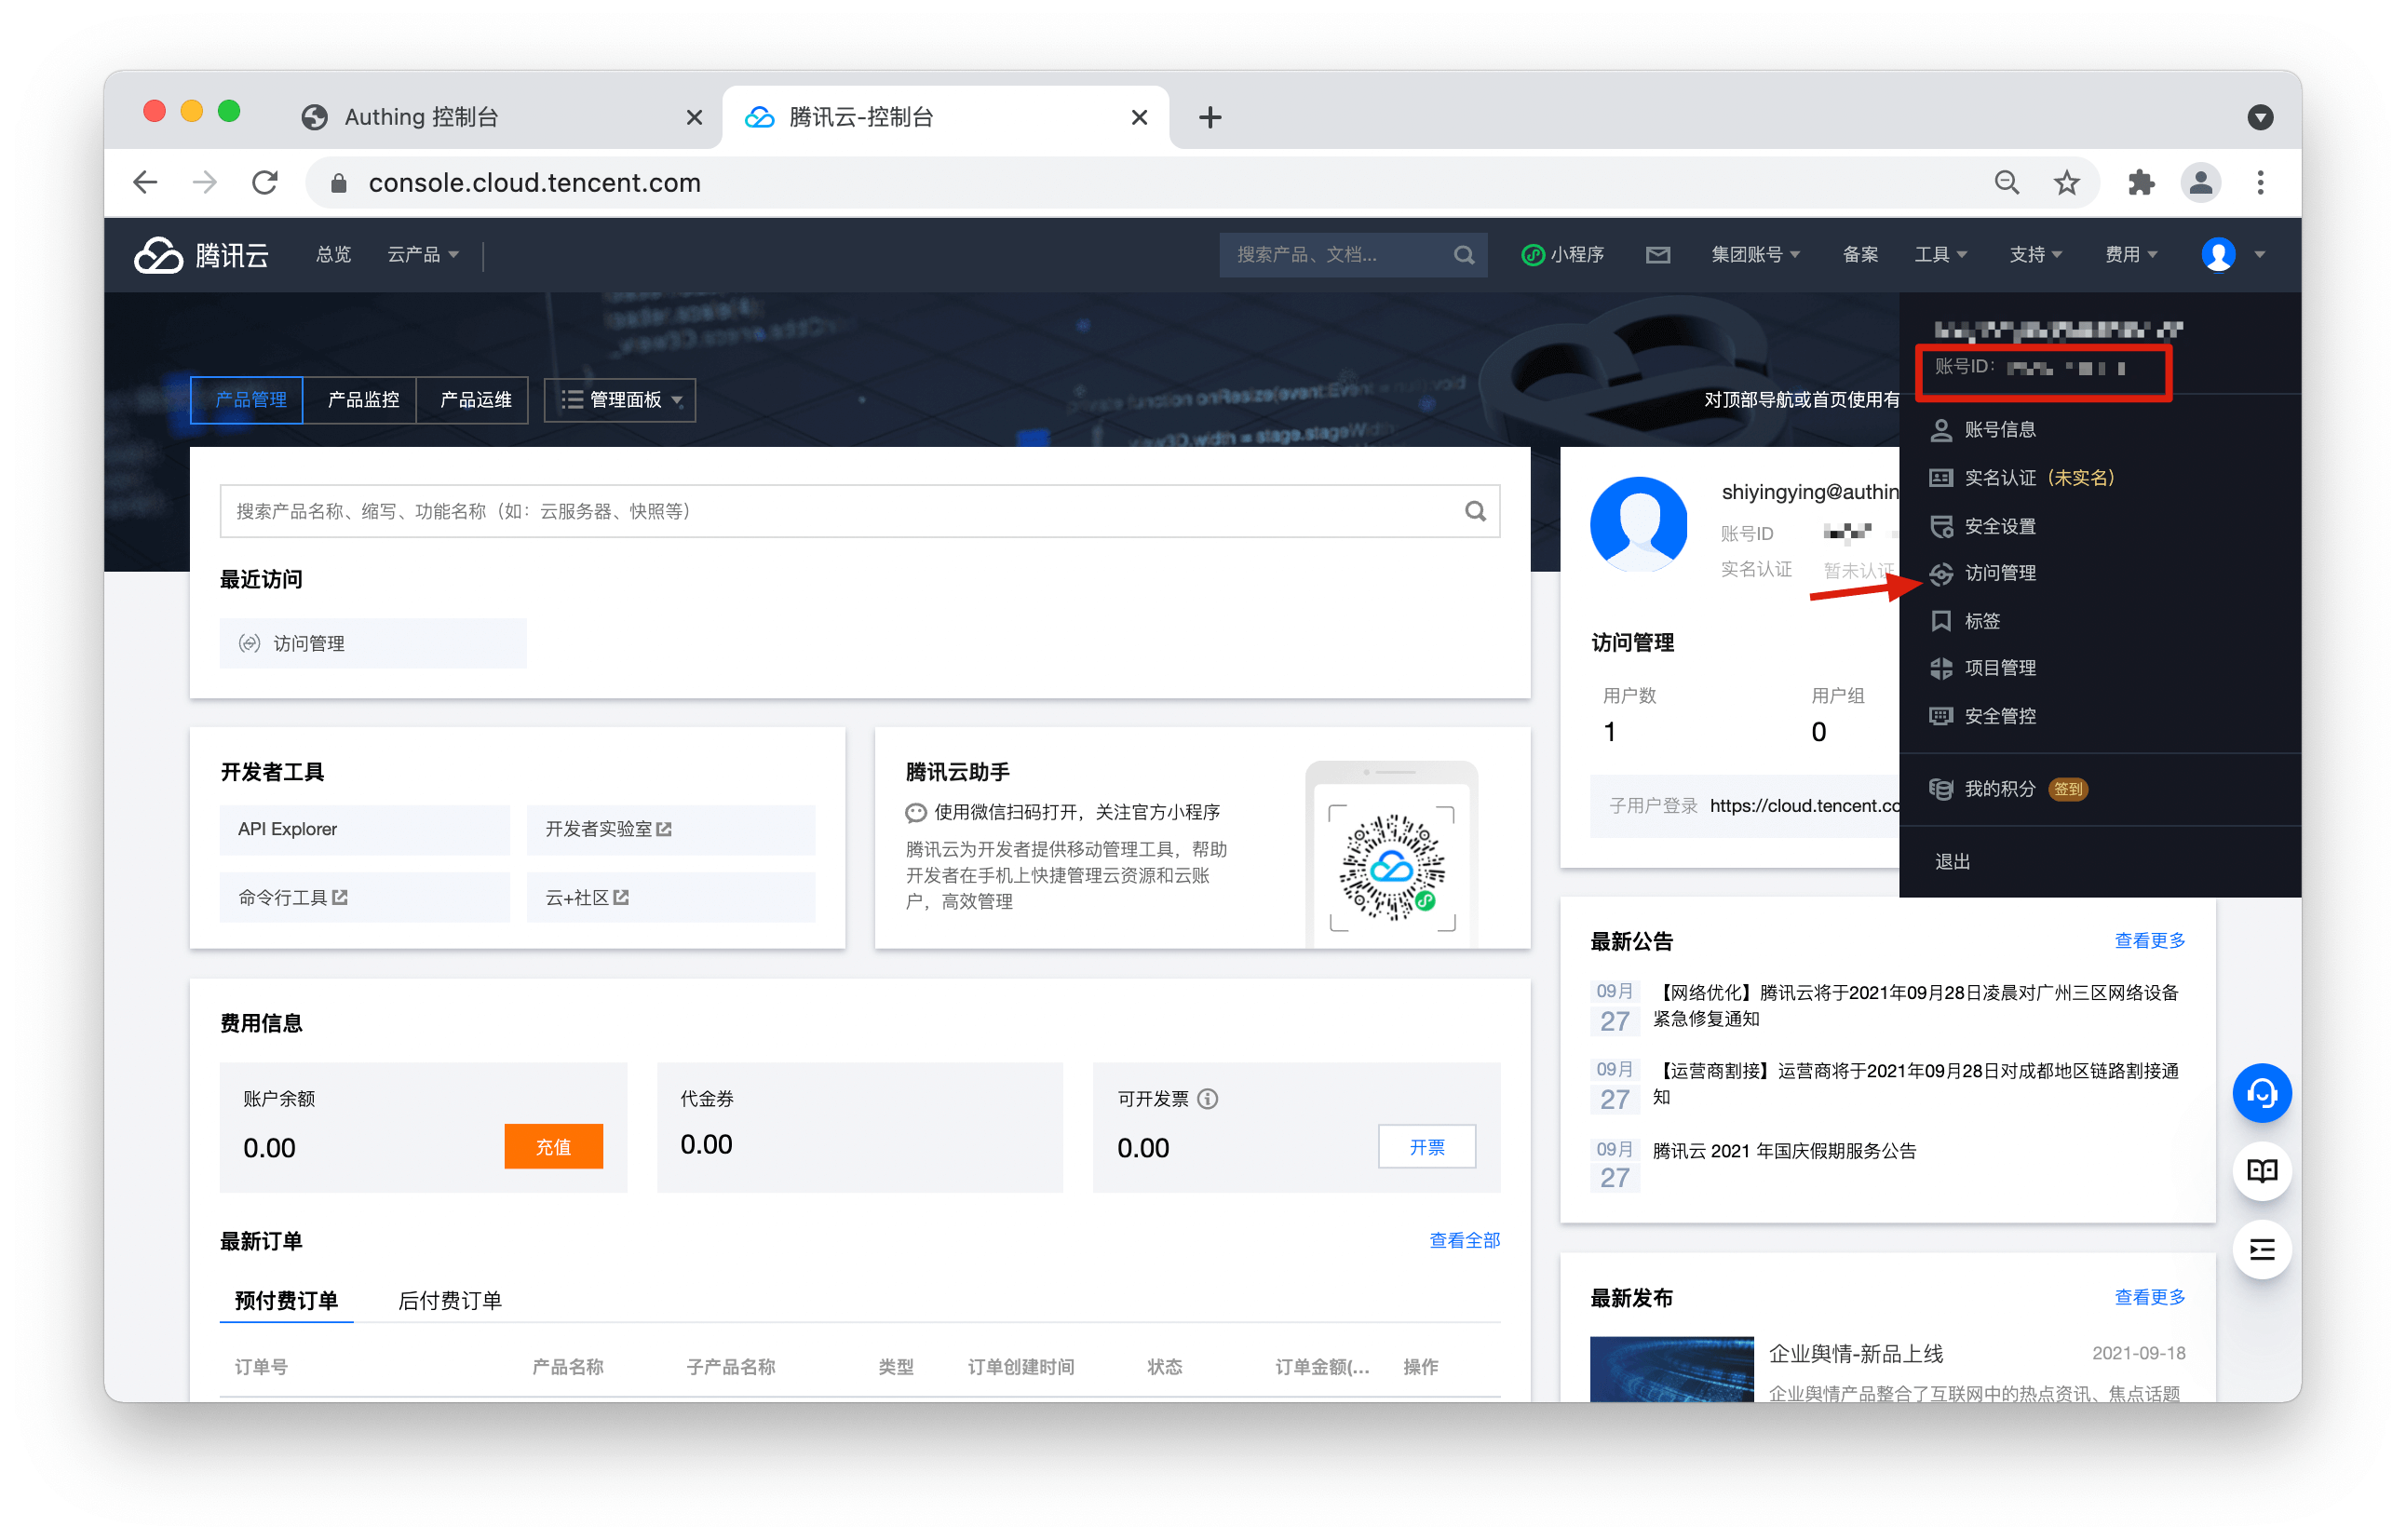 Authing 控制台
腾讯云-控制台
console.cloud.tencent.com
腾讯云
总览
云产品
搜索产品、文档...
小程序
集团账号
备案
工具
支持
费用
账号ID：
产品管理
产品监控
产品运维
管理面板
对顶部导航或首页使用有
账号信息
实名认证（未实名）
安全设置
访问管理
标签
项目管理
安全管控
我的积分 签到
退出
搜索产品名称、缩写、功能名称（如：云服务器、快照等）
最近访问
访问管理
shiyingying@authin
账号ID
实名认证 暂未认证
访问管理
用户数
用户组
1
0
子用户登录 https://cloud.tencent.co
开发者工具
API Explorer
开发者实验室
命令行工具
云+社区
腾讯云助手
使用微信扫码打开，关注官方小程序
腾讯云为开发者提供移动管理工具，帮助
开发者在手机上快捷管理云资源和云账
户，高效管理
最新公告
查看更多
09月
27
【网络优化】腾讯云将于2021年09月28日凌晨对广州三区网络设备
紧急修复通知
09月
27
【运营商割接】运营商将于2021年09月28日对成都地区链路割接通
知
09月
27
腾讯云 2021 年国庆假期服务公告
费用信息
账户余额
0.00
充值
代金券
0.00
可开发票
0.00
开票
最新订单
查看全部
预付费订单
后付费订单
订单号
产品名称
子产品名称
类型
订单创建时间
状态
订单金额(...
操作
最新发布
查看更多
企业舆情-新品上线
2021-09-18
企业舆情产品整合了互联网中的热点资讯、焦点话题